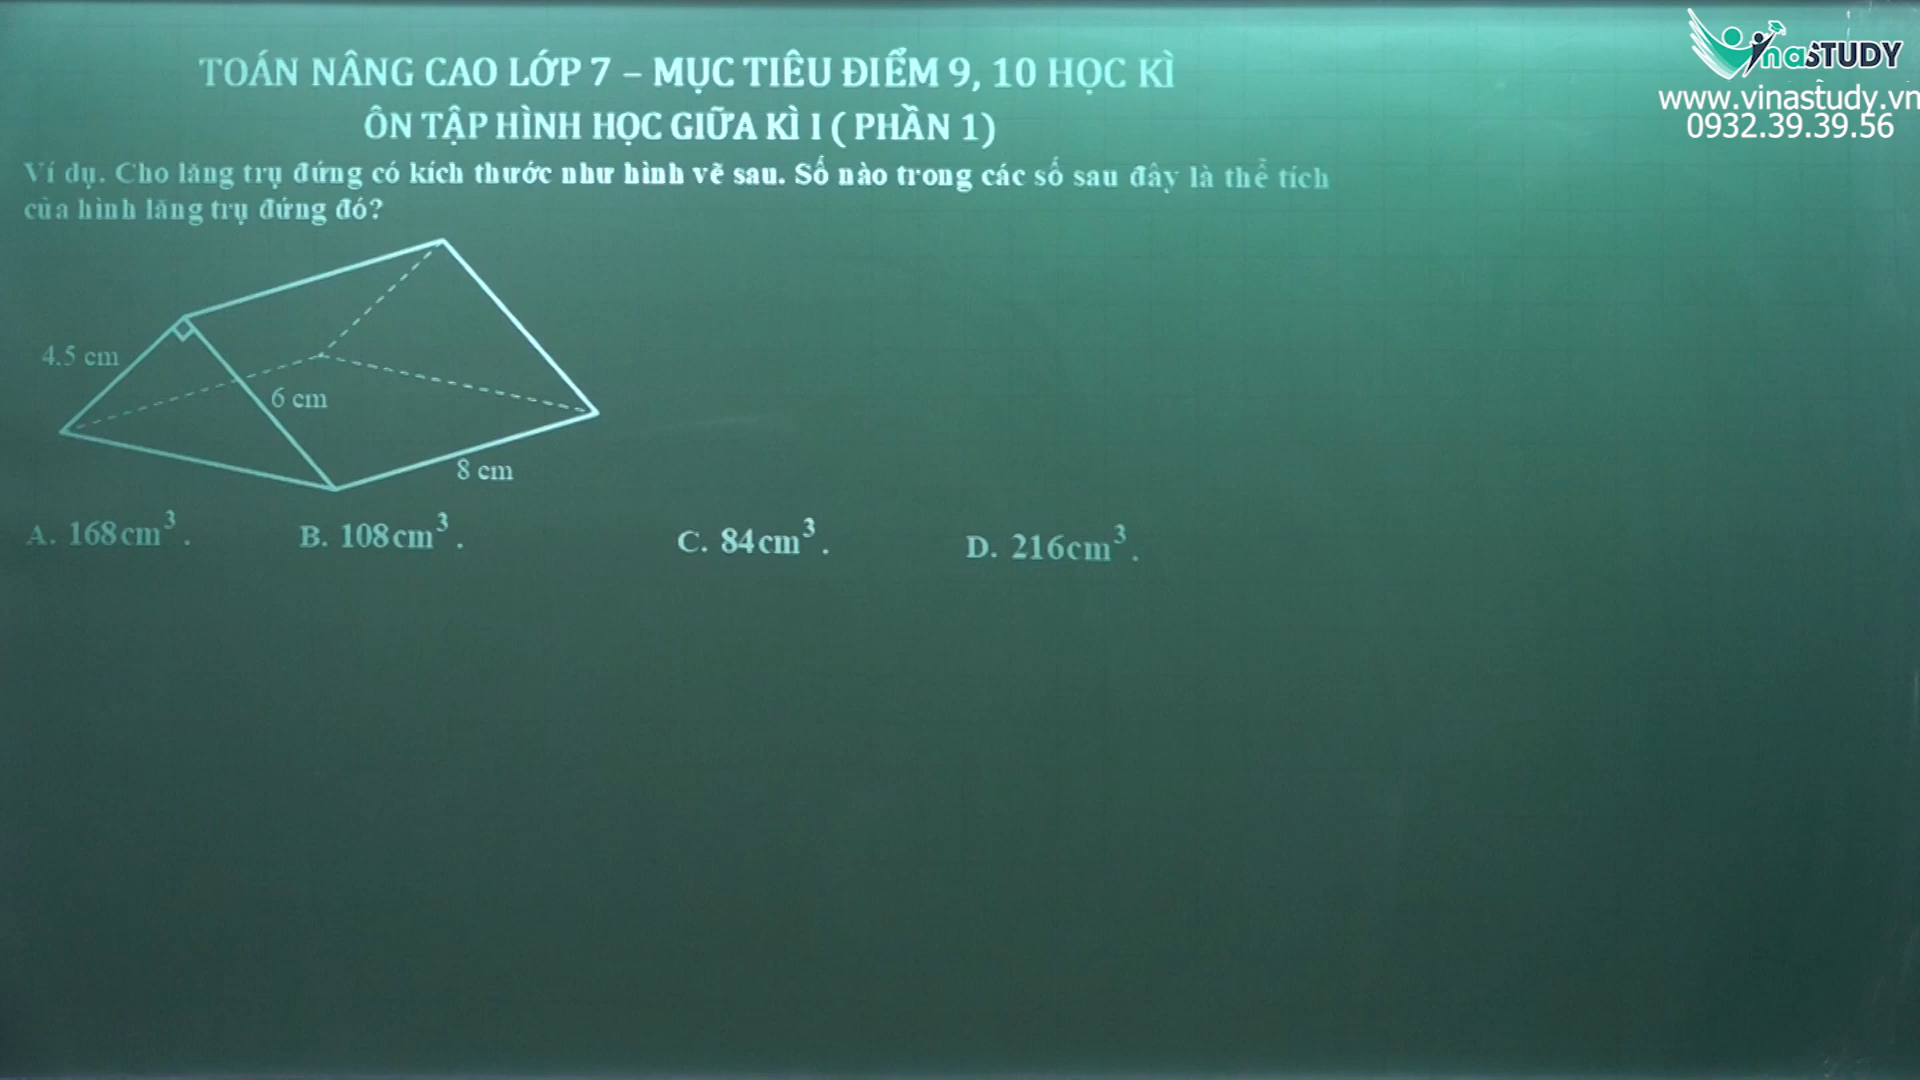 VinaSTUDY
www.vinastudy.vn
0932.39.39.56
TOÁN NÂNG CAO LỚP 7 – MỤC TIÊU ĐIỂM 9, 10 HỌC KÌ
ÔN TẬP HÌNH HỌC GIỮA KÌ I ( PHẦN 1)
Ví dụ. Cho lăng trụ đứng có kích thước như hình vẽ sau. Số nào trong các số sau đây là thể tích
của hình lăng trụ đứng đó?
4.5 cm
6 cm
8 cm
A. 168cm³. B. 108cm³. C. 84cm³. D. 216cm³.